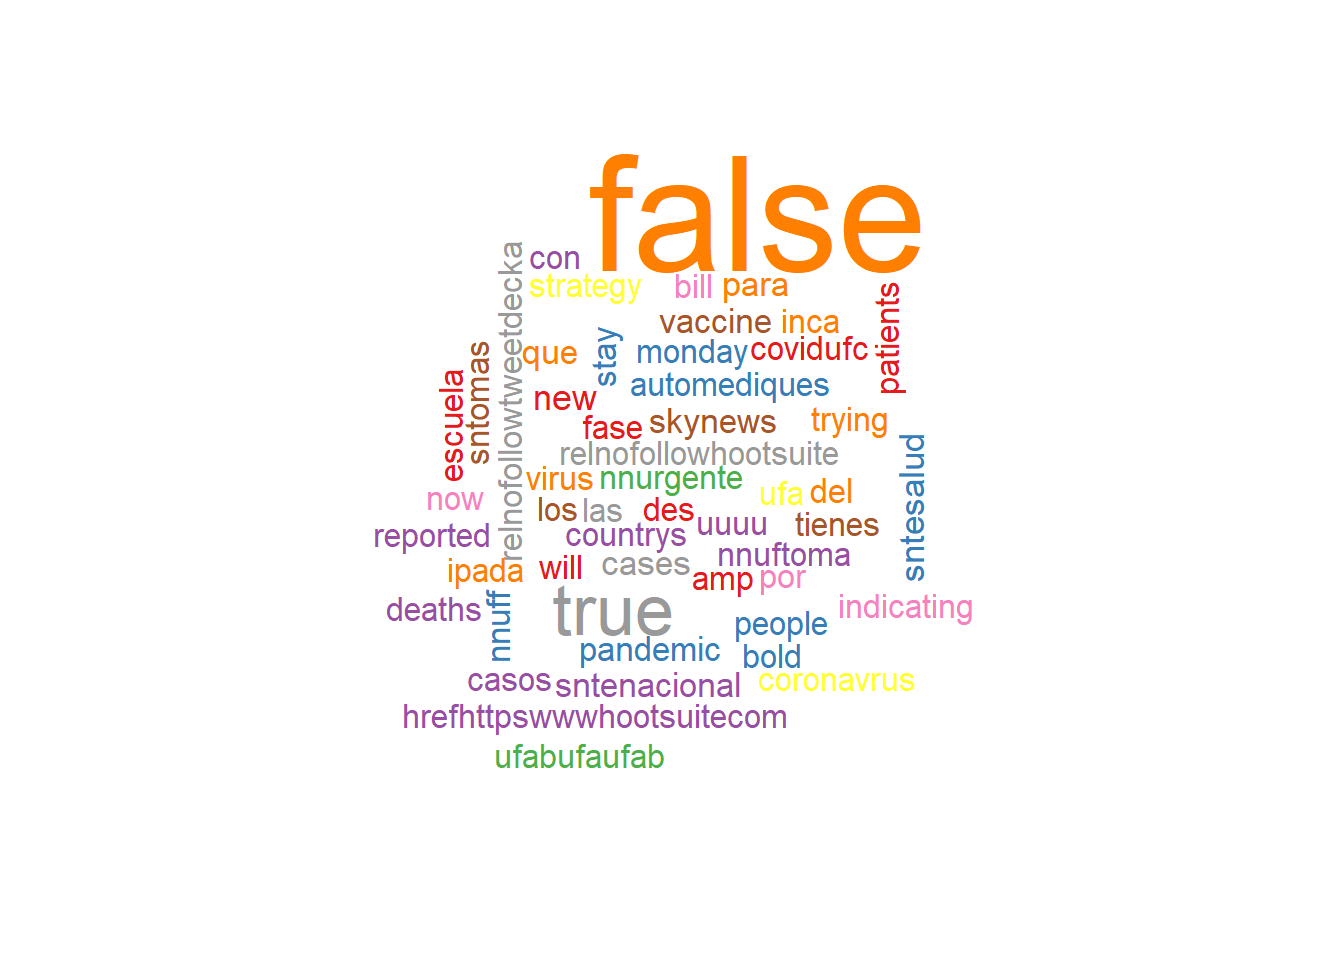 false
con
strategy
bill
para
relnofollowtweetdecka
patients
vaccine
inca
que
stay
monday
covidufc
sntomas
escuela
automediques
new
fase
skynews
trying
relnofollowhootsuite
virus
nnurgente
ufa
del
sntesalud
now
los
las
des
uuuu
tienes
reported
countrys
nnuftoma
ipada
will
cases
amp
por
deaths
nnuff
true
people
indicating
pandemic
bold
casos
sntenacional
coronavrus
hrefhttpswwwhootsuitecom
ufabufaufab